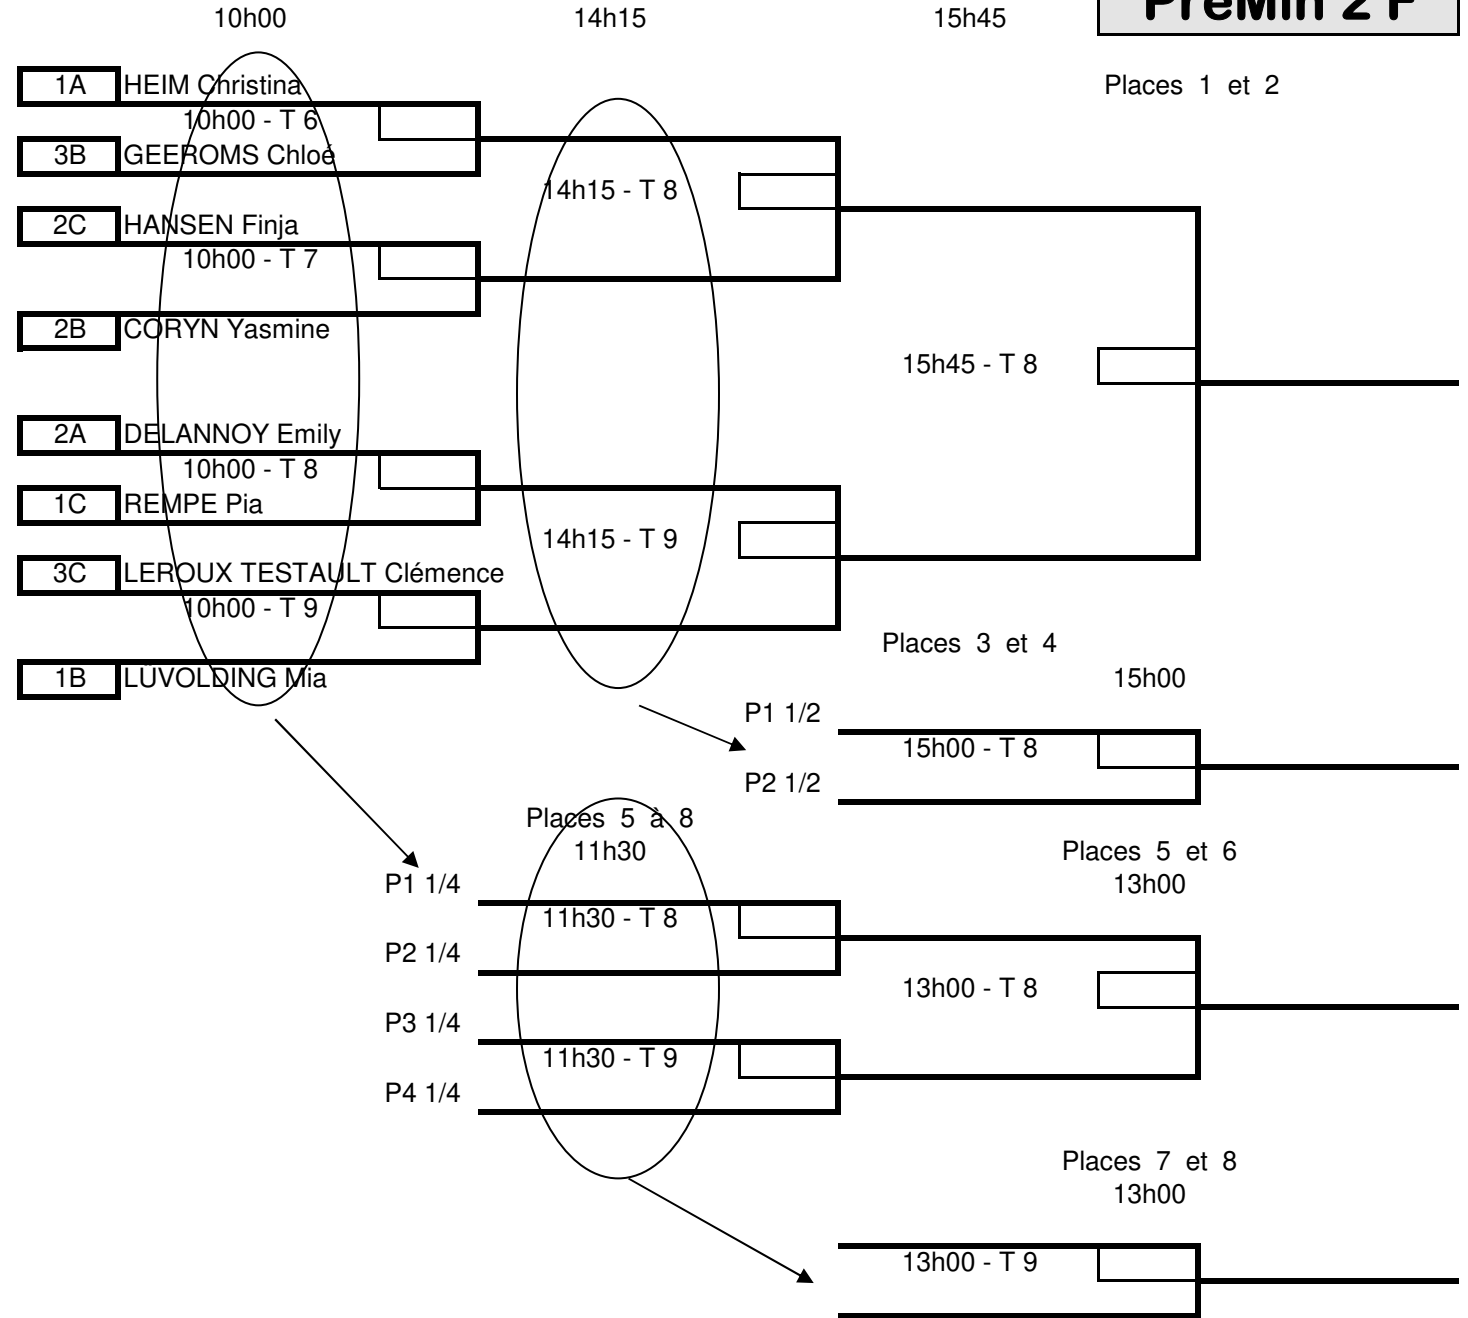 10h00 14h15 15h45 PréMin 2 F
1A HEIM Christina Places 1 et 2
10h00 - T 6
3B GEEROMS Chloé
14h15 - T 8
2C HANSEN Finja
10h00 - T 7
2B CORYN Yasmine
15h45 - T 8
2A DELANNOY Emily
10h00 - T 8
1C REMPE Pia
14h15 - T 9
3C LEROUX TESTAULT Clémence
10h00 - T 9
Places 3 et 4
1B LÜVOLDING Mia 15h00
P1 1/2
15h00 - T 8
P2 1/2
Places 5 à 8
11h30 Places 5 et 6
P1 1/4 13h00
11h30 - T 8
P2 1/4
13h00 - T 8
P3 1/4
11h30 - T 9
P4 1/4
Places 7 et 8
13h00
13h00 - T 9